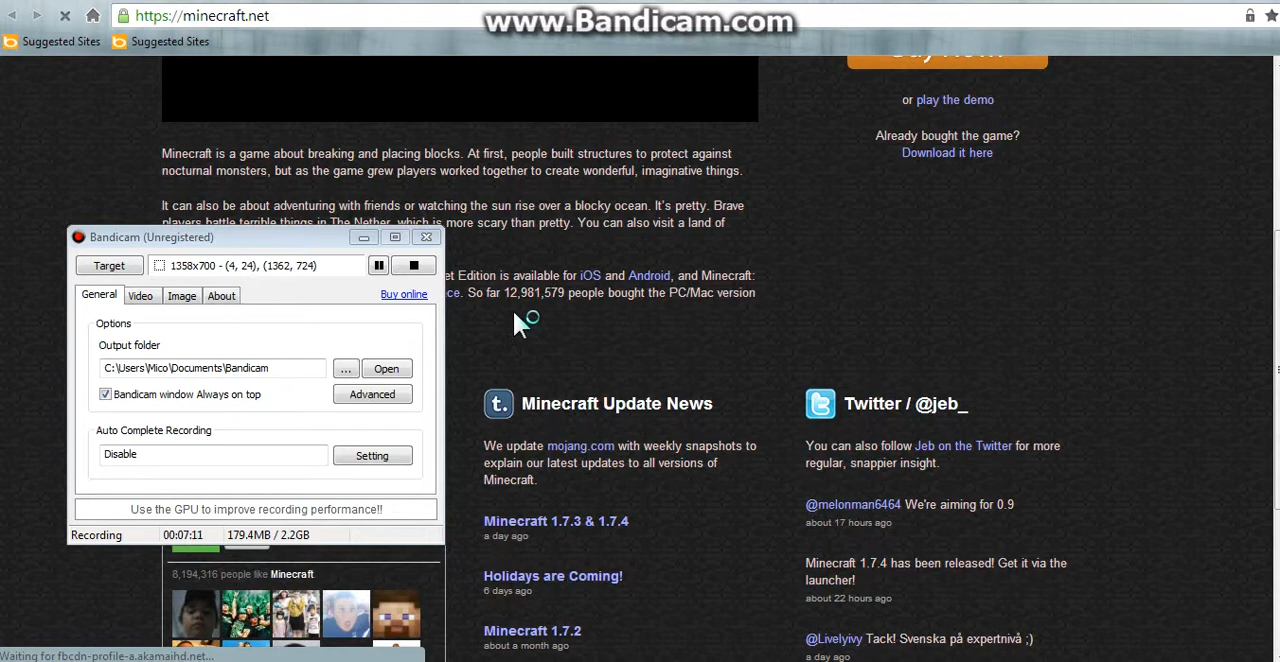 https://minecraft.net
www.Bandicam.com
Suggested Sites
Suggested Sites
or play the demo
Already bought the game?
Download it here
Minecraft is a game about breaking and placing blocks. At first, people built structures to protect against
nocturnal monsters, but as the game grew players worked together to create wonderful, imaginative things.
It can also be about adventuring with friends or watching the sun rise over a blocky ocean. It's pretty. Brave
players battle terrible things in The Nether, which is more scary than pretty. You can also visit a land of
et Edition is available for iOS and Android, and Minecraft:
ce. So far 12,981,579 people bought the PC/Mac version
Bandicam (Unregistered)
Target
1358x700 - (4, 24), (1362, 724)
General
Video
Image
About
Buy online
Options
Output folder
C:\Users\Mico\Documents\Bandicam
...
Open
Bandicam window Always on top
Advanced
Auto Complete Recording
Disable
Setting
Use the GPU to improve recording performance!!
Recording
00:07:11
179.4MB / 2.2GB
8,194,316 people like Minecraft.
Minecraft Update News
We update mojang.com with weekly snapshots to
explain our latest updates to all versions of
Minecraft.
Minecraft 1.7.3 & 1.7.4
a day ago
Holidays are Coming!
6 days ago
Minecraft 1.7.2
about a month ago
Twitter / @jeb_
You can also follow Jeb on the Twitter for more
regular, snappier insight.
@melonman6464 We're aiming for 0.9
about 17 hours ago
Minecraft 1.7.4 has been released! Get it via the
launcher!
about 22 hours ago
@Livelyivy Tack! Svenska på expertnivå ;)
a day ago
Waiting for fbcdn-profile-a.akamaihd.net...